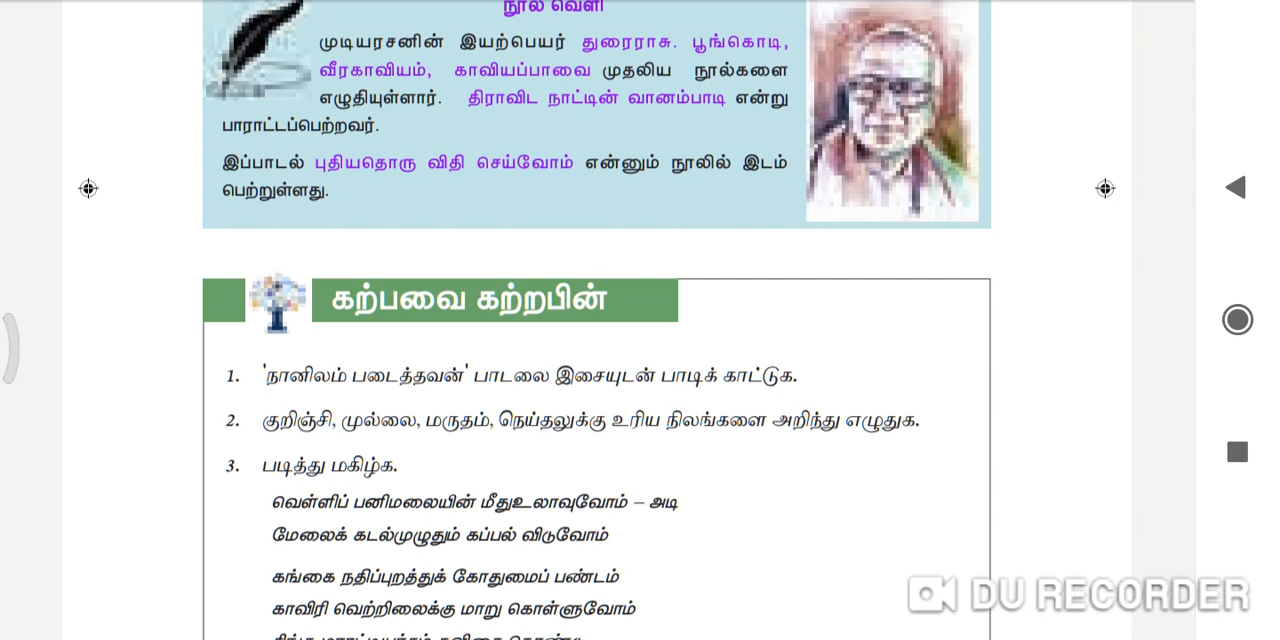 நூல் வெளி
முடியரசனின் இயற்பெயர் துரைராசு. பூங்கொடி,
வீரகாவியம், காவியப்பாவை முதலிய நூல்களை
எழுதியுள்ளார். திராவிட நாட்டின் வானம்பாடி என்று
பாராட்டப்பெற்றவர்.
இப்பாடல் புதியதொரு விதி செய்வோம் என்னும் நூலில் இடம்
பெற்றுள்ளது.
கற்பவை கற்றபின்
1. 'நானிலம் படைத்தவன்' பாடலை இசையுடன் பாடிக் காட்டுக.
2. குறிஞ்சி, முல்லை, மருதம், நெய்தலுக்கு உரிய நிலங்களை அறிந்து எழுதுக.
3. படித்து மகிழ்க.
வெள்ளிப் பனிமலையின் மீதுஉலாவுவோம் – அடி
மேலைக் கடல்முழுதும் கப்பல் விடுவோம்
கங்கை நதிப்புறத்துக் கோதுமைப் பண்டம்
காவிரி வெற்றிலைக்கு மாறு கொள்ளுவோம்
DU RECORDER